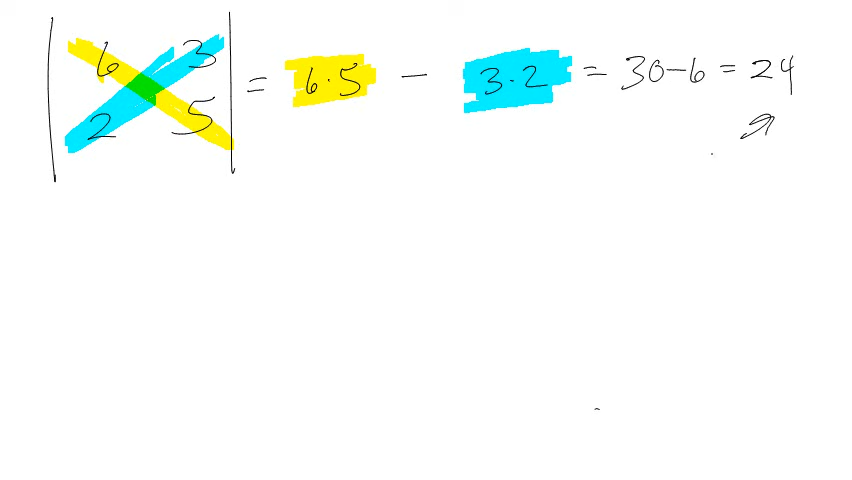 | 6 3 | = 6·5 − 3·2 = 30−6 = 24
| 2 5 |